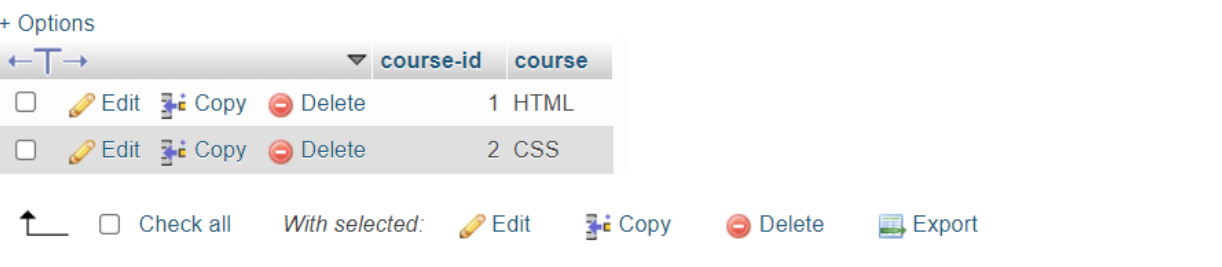 + Options
←T→ ▼ course-id course
Edit Copy Delete 1 HTML
Edit Copy Delete 2 CSS
Check all With selected: Edit Copy Delete Export